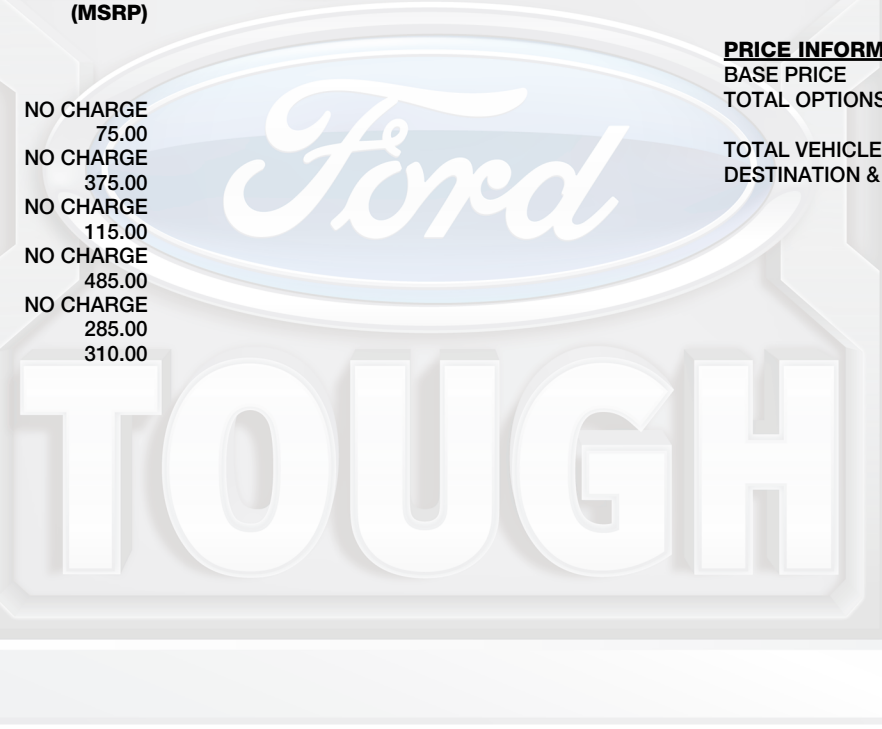 (MSRP)
NO CHARGE
75.00
NO CHARGE
375.00
NO CHARGE
115.00
NO CHARGE
485.00
NO CHARGE
285.00
310.00
PRICE INFORM
BASE PRICE
TOTAL OPTIONS
TOTAL VEHICLE
DESTINATION &
Ford
TOUGH